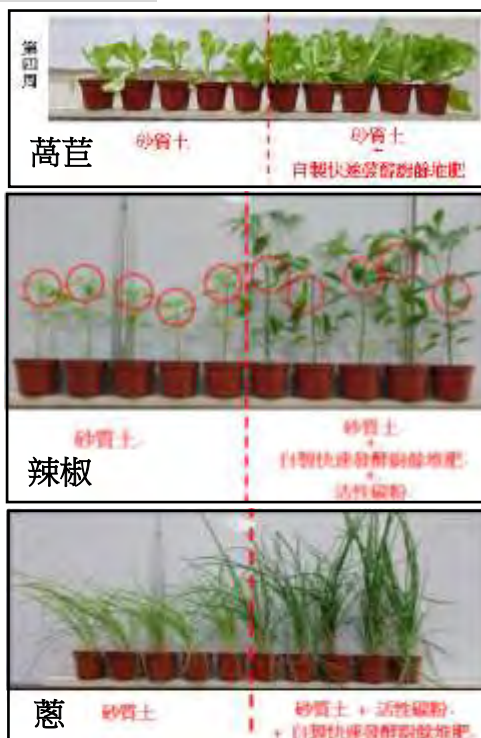 第四周
砂質土
砂質土
+
自製快速發酵廚餘堆肥
萵苣
砂質土
砂質土
+
自製快速發酵廚餘堆肥
+
活性碳粉
辣椒
蔥
砂質土
砂質土 + 活性碳粉
+ 自製快速發酵廚餘堆肥